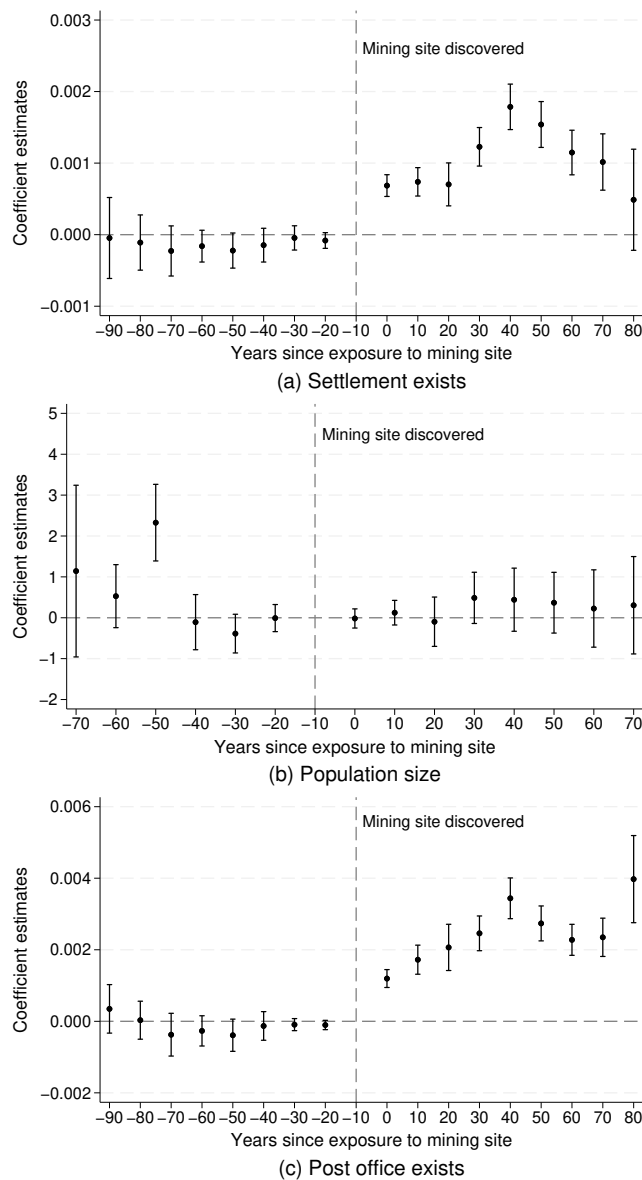 0.003
Mining site discovered
0.002
0.001
0.000
−0.001
Coefficient estimates
−90 −80 −70 −60 −50 −40 −30 −20 −10 0 10 20 30 40 50 60 70 80
Years since exposure to mining site
(a) Settlement exists
5
Mining site discovered
4
3
2
1
0
−1
−2
Coefficient estimates
−70 −60 −50 −40 −30 −20 −10 0 10 20 30 40 50 60 70
Years since exposure to mining site
(b) Population size
0.006
Mining site discovered
0.004
0.002
0.000
−0.002
Coefficient estimates
−90 −80 −70 −60 −50 −40 −30 −20 −10 0 10 20 30 40 50 60 70 80
Years since exposure to mining site
(c) Post office exists